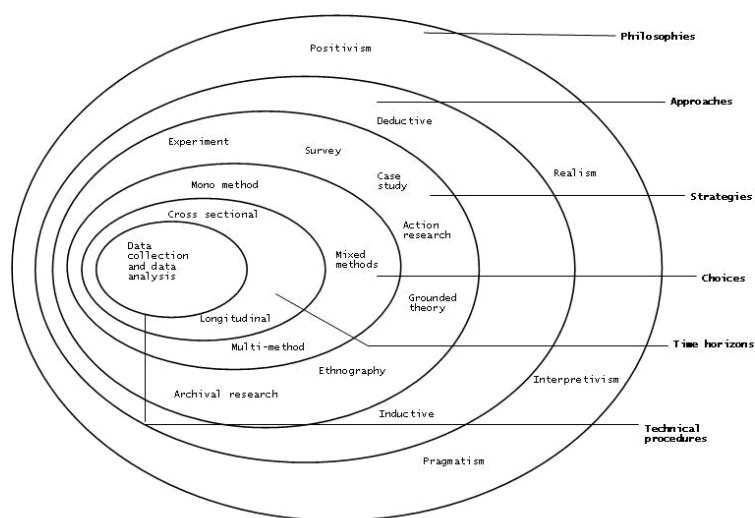 Philosophies
Positivism
Approaches
Deductive
Experiment
Survey
Realism
Case
study
Mono method
Strategies
Cross sectional
Action
research
Data
collection
and data
analysis
Mixed
methods
Choices
Grounded
theory
Longitudinal
Multi-method
Time horizons
Ethnography
Interpretivism
Archival research
Inductive
Technical
procedures
Pragmatism